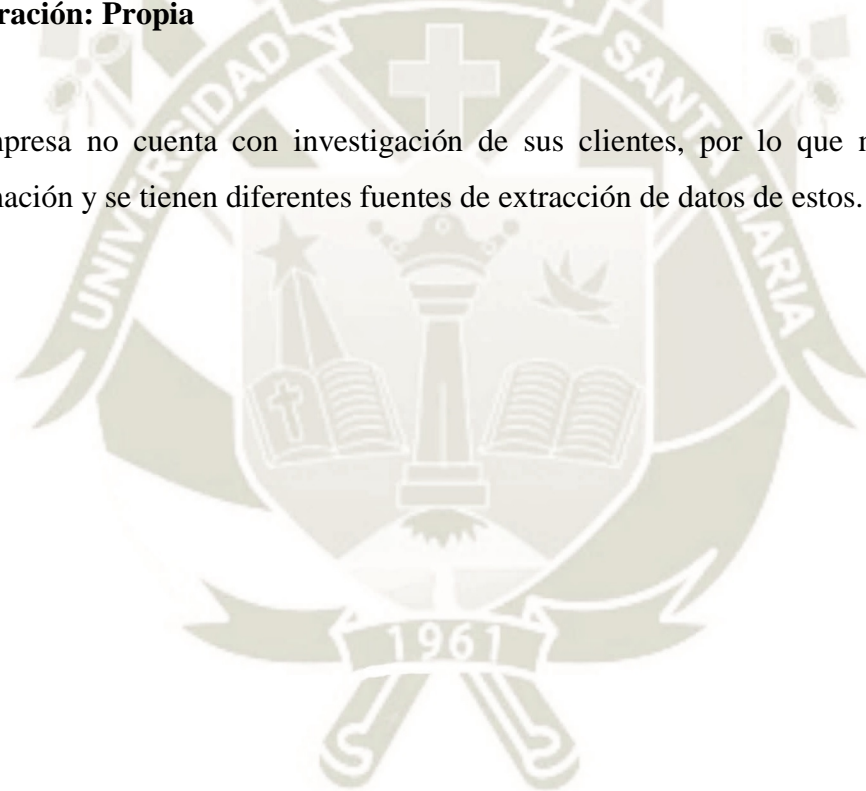 ración: Propia
presa no cuenta con investigación de sus clientes, por lo que
nación y se tienen diferentes fuentes de extracción de datos de estos.
UNIVERSIDAD
SANTA MARIA
1961